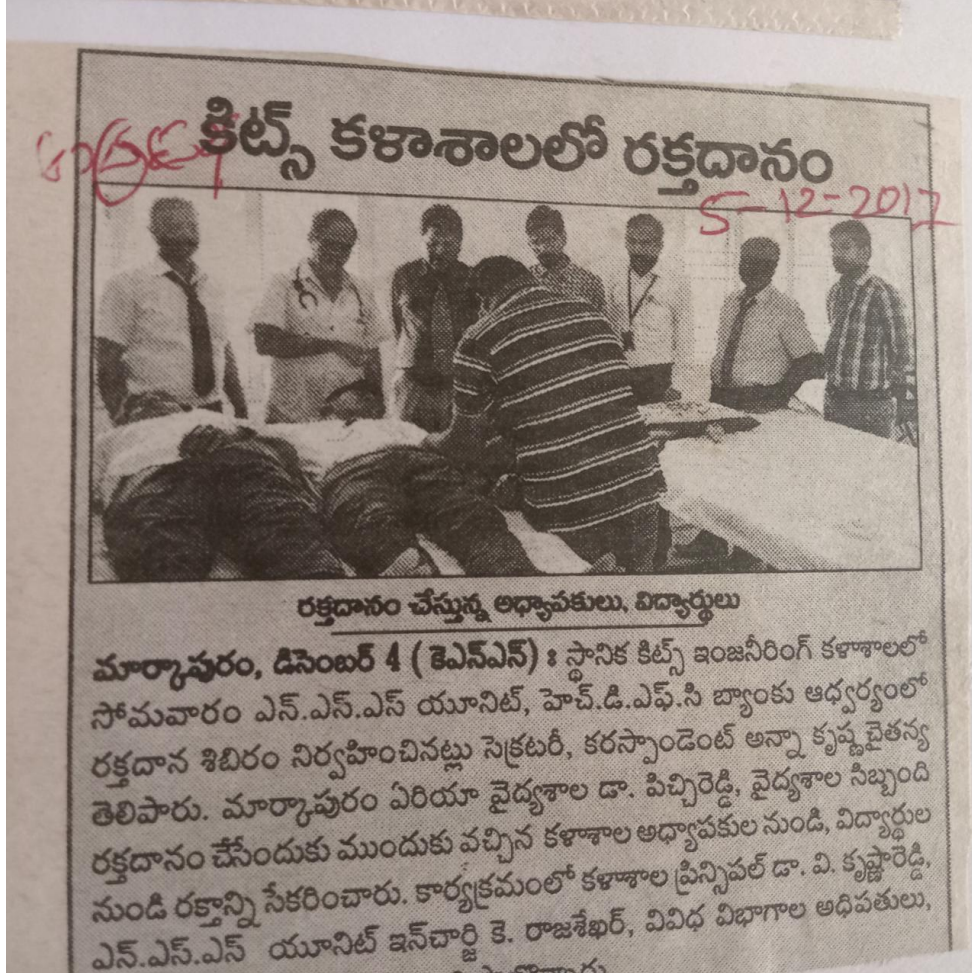 కిట్స్ కళాశాలలో రక్తదానం
5-12-2017
రక్తదానం చేస్తున్న అధ్యాపకులు, విద్యార్థులు
మార్కాపురం, డిసెంబర్ 4 ( కెఎన్ఎన్) : స్థానిక కిట్స్ ఇంజనీరింగ్ కళాశాలలో
సోమవారం ఎన్.ఎస్.ఎస్ యూనిట్, హెచ్.డి.ఎఫ్.సి బ్యాంకు ఆధ్వర్యంలో
రక్తదాన శిబిరం నిర్వహించినట్లు సెక్రటరీ, కరస్పాండెంట్ అన్నా కృష్ణచైతన్య
తెలిపారు. మార్కాపురం ఏరియా వైద్యశాల డా. పిచ్చిరెడ్డి, వైద్యశాల సిబ్బంది
రక్తదానం చేసేందుకు ముందుకు వచ్చిన కళాశాల అధ్యాపకుల నుండి, విద్యార్థుల
నుండి రక్తాన్ని సేకరించారు. కార్యక్రమంలో కళాశాల ప్రిన్సిపల్ డా. వి. కృష్ణారెడ్డి,
ఎన్.ఎస్.ఎస్ యూనిట్ ఇన్‌చార్జి కె. రాజశేఖర్, వివిధ విభాగాల అధిపతులు,